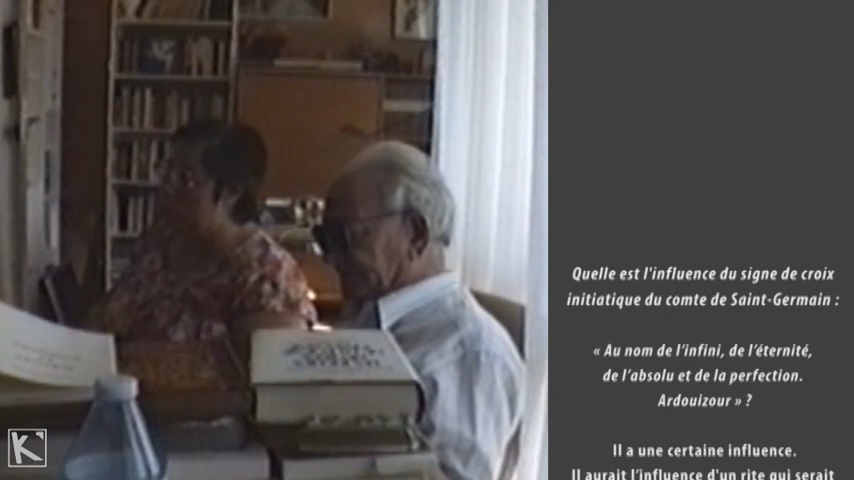 Quelle est l'influence du signe de croix
initiatique du comte de Saint-Germain :
« Au nom de l’infini, de l’éternité,
de l’absolu et de la perfection.
Ardouizour » ?
Il a une certaine influence.
Il aurait l’influence d'un rite qui serait
K